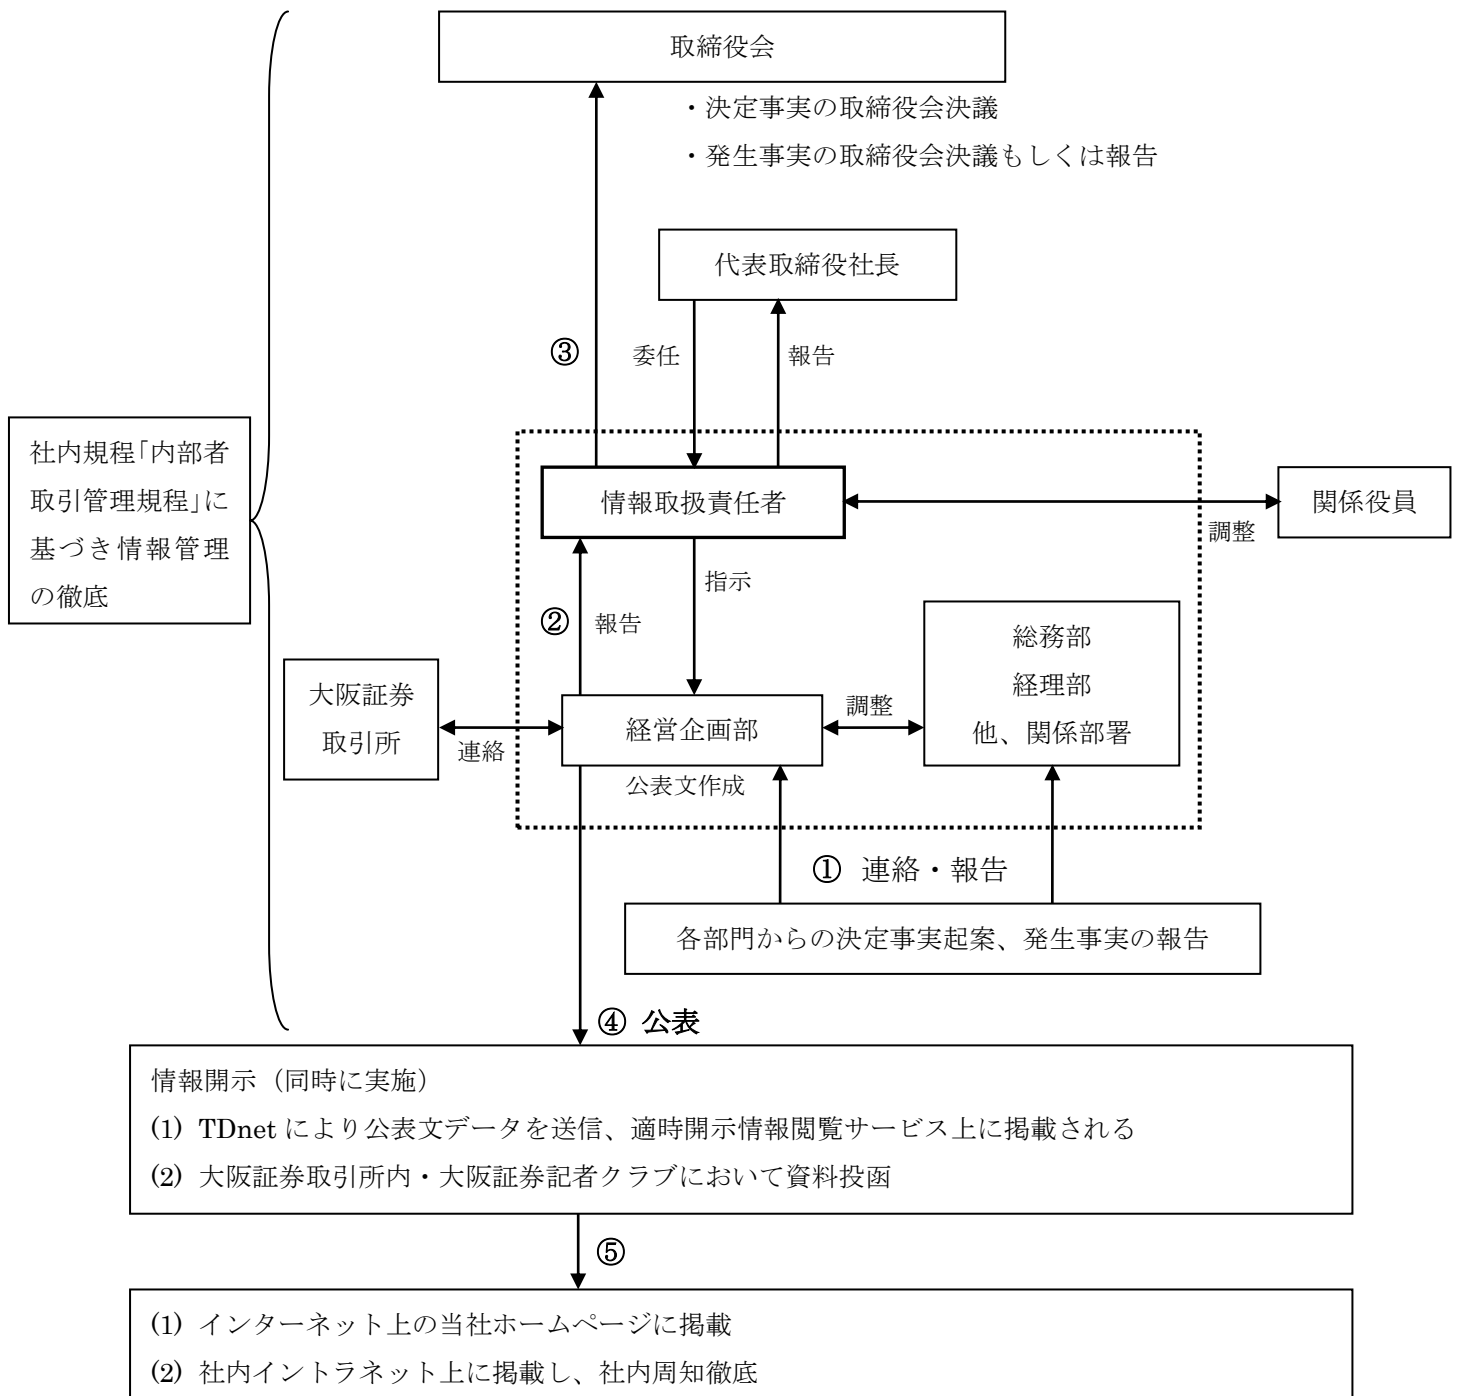 取締役会
・決定事実の取締役会決議
・発生事実の取締役会決議もしくは報告
代表取締役社長
③
委任
報告
社内規程「内部者
取引管理規程」に
基づき情報管理
の徹底
情報取扱責任者
関係役員
調整
指示
② 報告
総務部
経理部
他、関係部署
大阪証券
取引所
連絡
経営企画部
調整
公表文作成
① 連絡・報告
各部門からの決定事実起案、発生事実の報告
④ 公表
情報開示（同時に実施）
(1) TDnet により公表文データを送信、適時開示情報閲覧サービス上に掲載される
(2) 大阪証券取引所内・大阪証券記者クラブにおいて資料投函
⑤
(1) インターネット上の当社ホームページに掲載
(2) 社内イントラネット上に掲載し、社内周知徹底